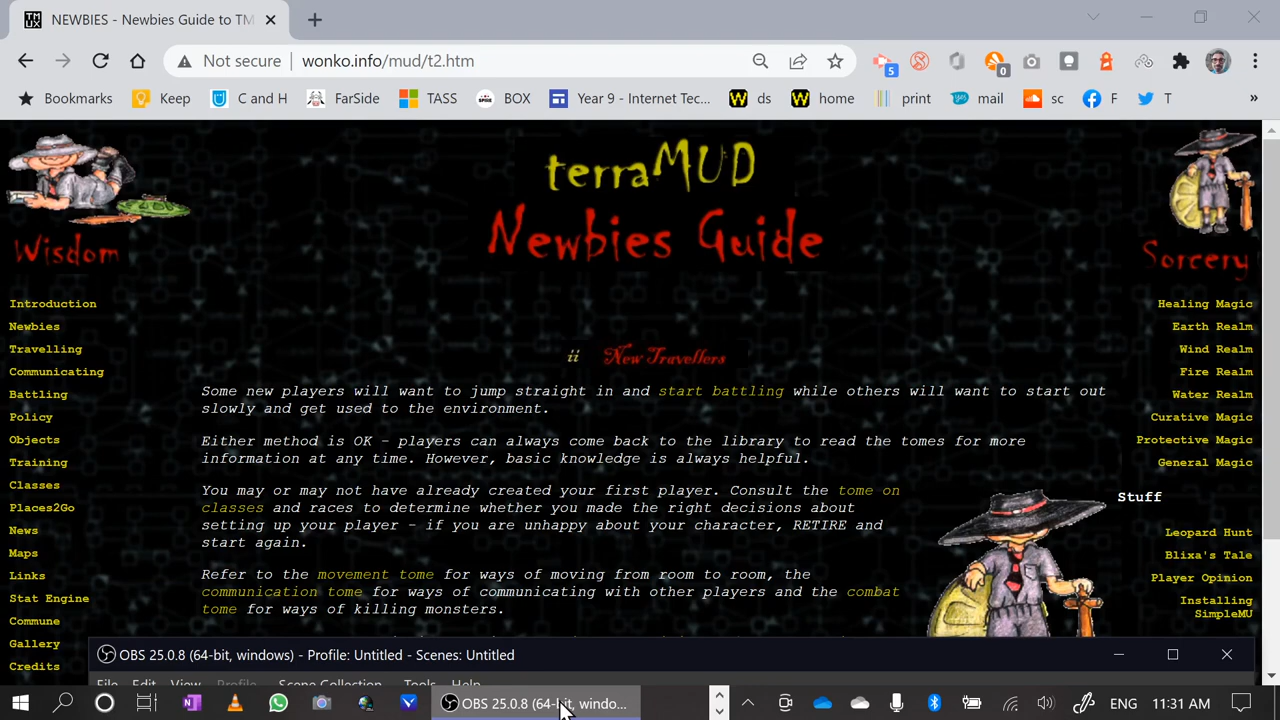 TM UX NEWBIES - Newbies Guide to TM
Not secure wonko.info/mud/t2.htm
5
0
Bookmarks Keep C and H FarSide TASS BOX Year 9 - Internet Tec... ds home print mail sc F T »
terraMUD
Newbies Guide
Wisdom
Sorcery
Introduction
Newbies
Travelling
Communicating
Battling
Policy
Objects
Training
Classes
Places2Go
News
Maps
Links
Stat Engine
Commune
Gallery
Credits
ii New Travellers
Some new players will want to jump straight in and start battling while others will want to start out
slowly and get used to the environment.
Either method is OK - players can always come back to the library to read the tomes for more
information at any time. However, basic knowledge is always helpful.
You may or may not have already created your first player. Consult the tome on
classes and races to determine whether you made the right decisions about
setting up your player - if you are unhappy about your character, RETIRE and
start again.
Refer to the movement tome for ways of moving from room to room, the
communication tome for ways of communicating with other players and the combat
tome for ways of killing monsters.
Healing Magic
Earth Realm
Wind Realm
Fire Realm
Water Realm
Curative Magic
Protective Magic
General Magic
Stuff
Leopard Hunt
Blixa's Tale
Player Opinion
Installing
SimpleMU
OBS 25.0.8 (64-bit, windows) - Profile: Untitled - Scenes: Untitled
File Edit View Profile Scene Collection Tools Help
OBS 25.0.8 (64-bit, windo...
ENG 11:31 AM